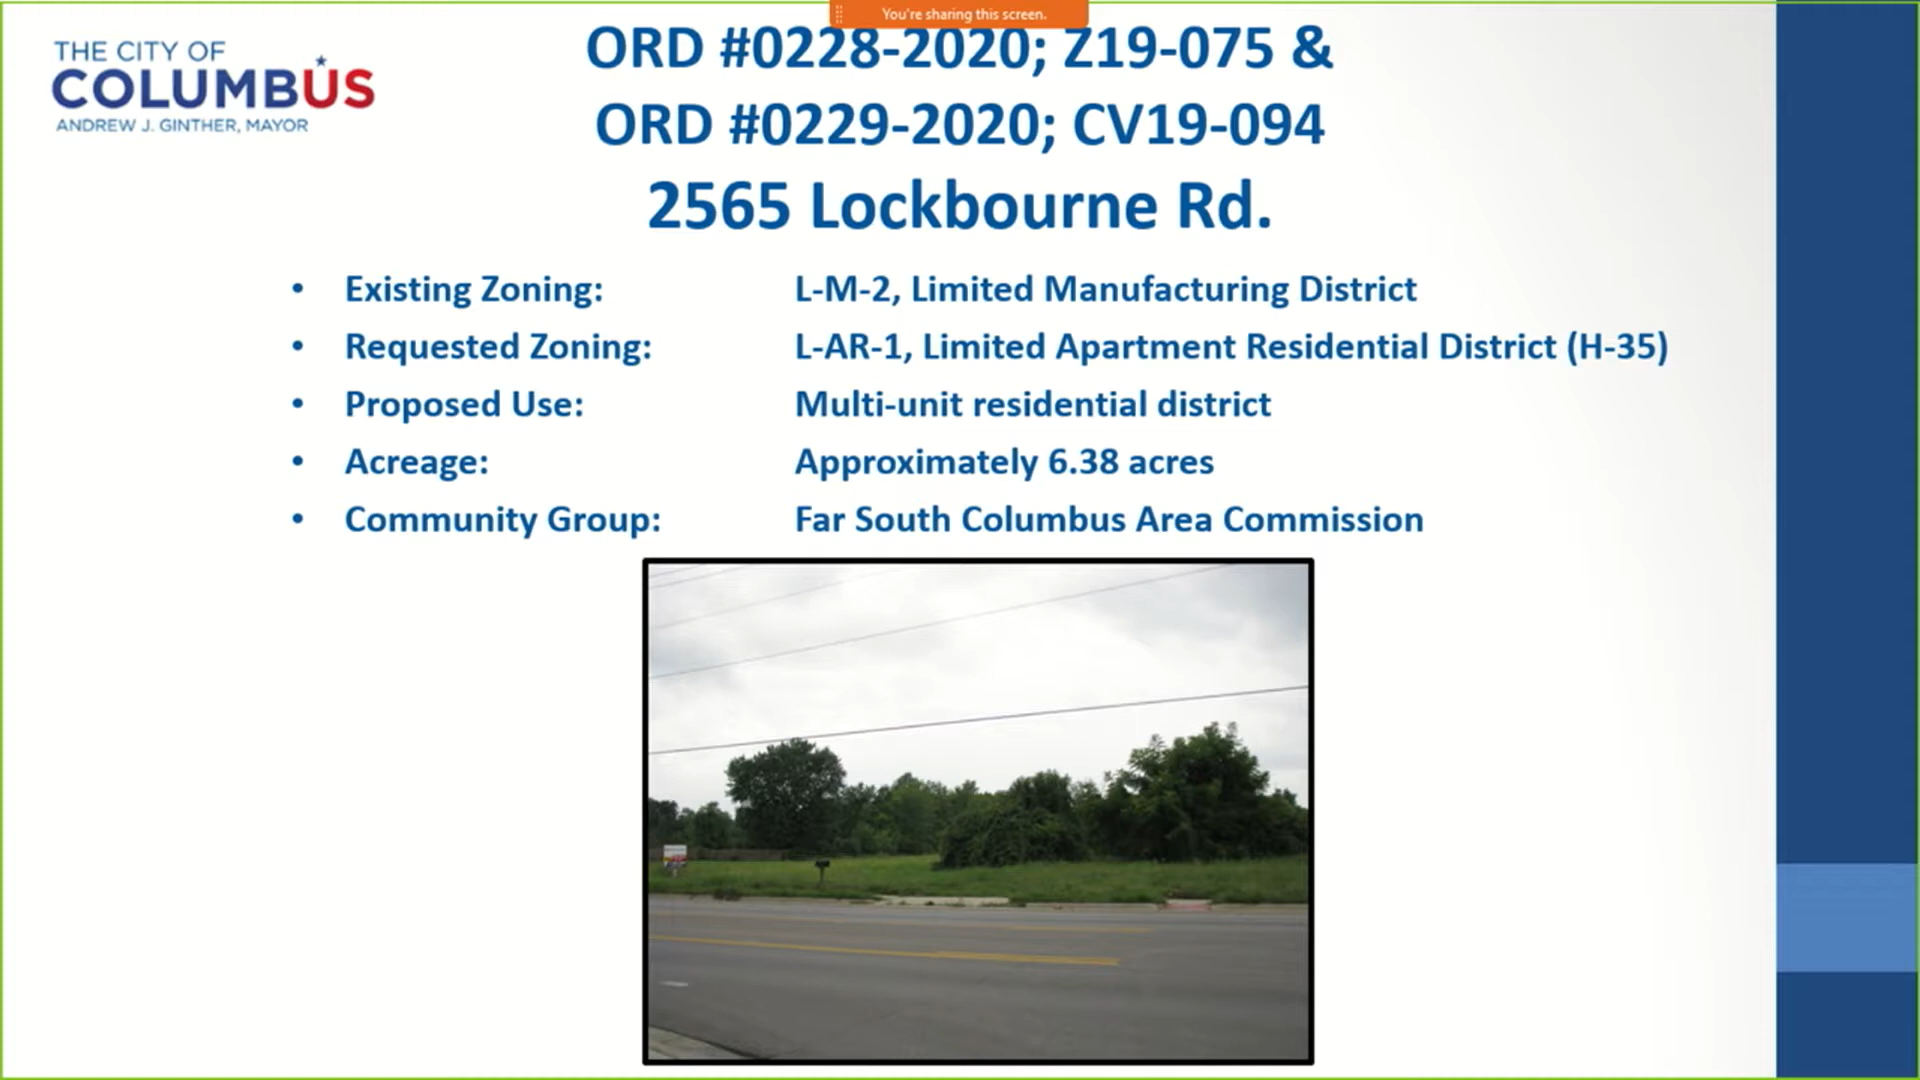 You're sharing this screen.
THE CITY OF
COLUMBUS
ANDREW J. GINTHER, MAYOR
ORD #0228-2020; Z19-075 &
ORD #0229-2020; CV19-094
2565 Lockbourne Rd.
• Existing Zoning: L-M-2, Limited Manufacturing District
• Requested Zoning: L-AR-1, Limited Apartment Residential District (H-35)
• Proposed Use: Multi-unit residential district
• Acreage: Approximately 6.38 acres
• Community Group: Far South Columbus Area Commission